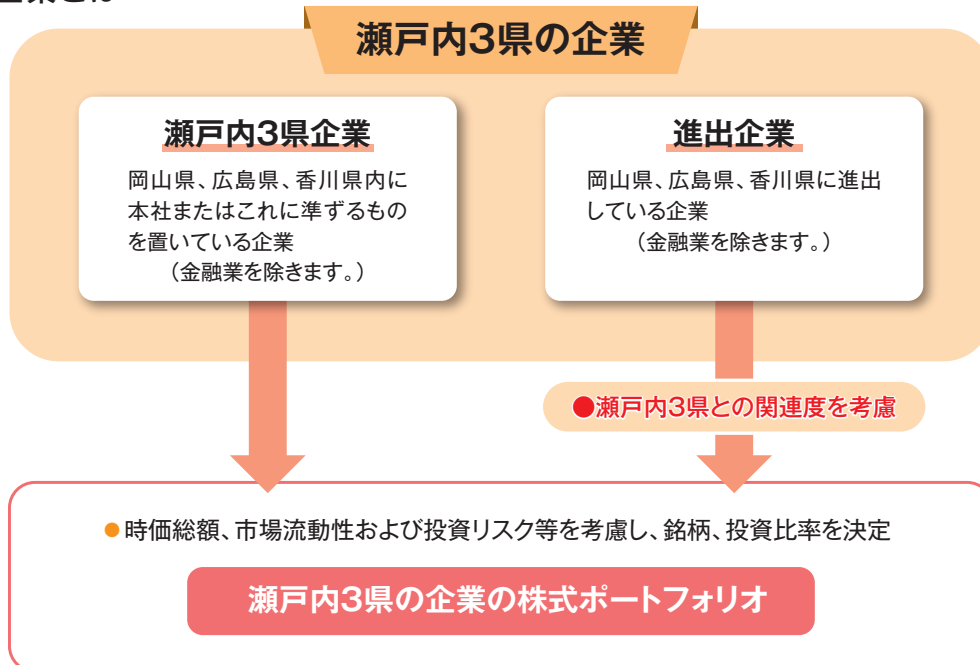 瀬戸内3県の企業
瀬戸内3県企業
岡山県、広島県、香川県内に
本社またはこれに準ずるもの
を置いている企業
（金融業を除きます。）
進出企業
岡山県、広島県、香川県に進出
している企業
（金融業を除きます。）
●瀬戸内3県との関連度を考慮
●時価総額、市場流動性および投資リスク等を考慮し、銘柄、投資比率を決定
瀬戸内3県の企業の株式ポートフォリオ